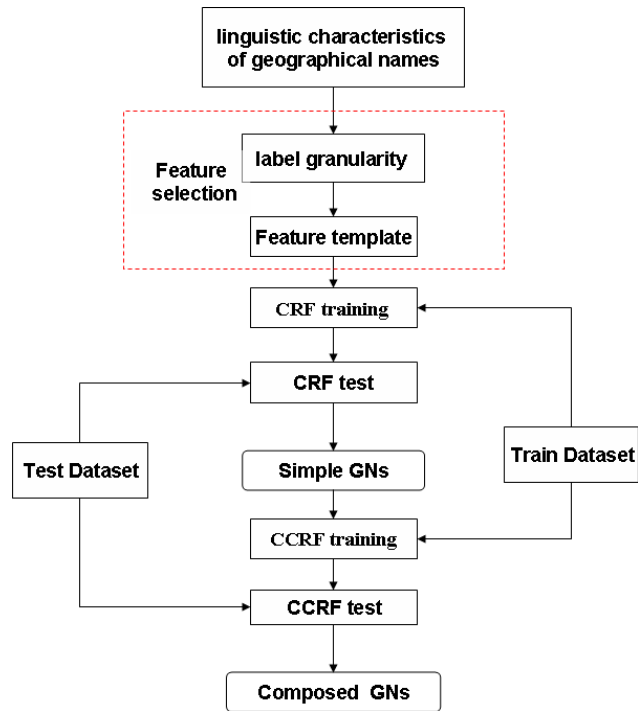 linguistic characteristics
of geographical names
Feature
selection
label granularity
Feature template
CRF training
CRF test
Test Dataset
Simple GNs
Train Dataset
CCRF training
CCRF test
Composed GNs